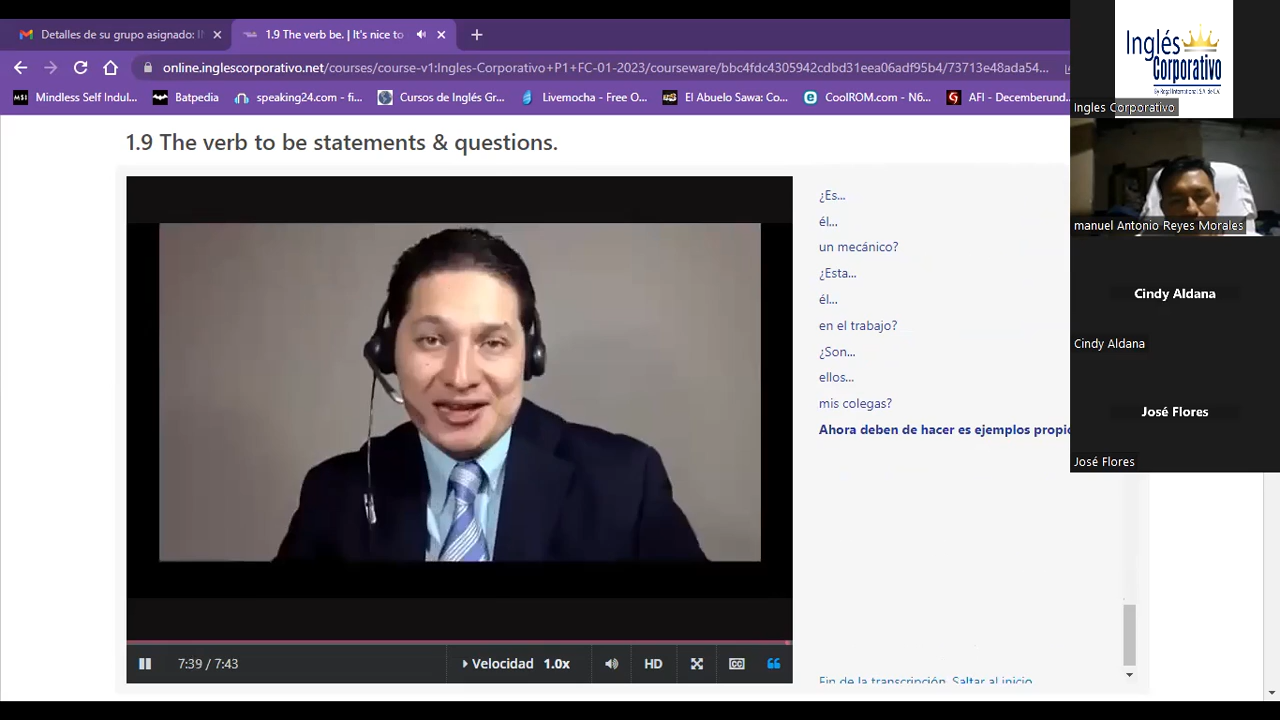 Detalles de su grupo asignado: I
1.9 The verb be. | It's nice to
online.inglescorporativo.net/courses/course-v1:Ingles-Corporativo+P1+FC-01-2023/courseware/bbc4fdc4305942cdbd31eea06adf95b4/73713e48ada54...
Mindless Self Indul...
Batpedia
speaking24.com - fi...
Cursos de Inglés Gr...
Livemocha - Free O...
El Abuelo Sawa: Co...
CoolROM.com - N6...
AFI - Decemberund...
1.9 The verb to be statements & questions.
¿Es...
él...
un mecánico?
¿Esta...
él...
en el trabajo?
¿Son...
ellos...
mis colegas?
Ahora deben de hacer es ejemplos propio
Fin de la transcripción. Saltar al inicio
7:39 / 7:43
Velocidad 1.0x
HD
CC
Inglés
Corporativo
Ingles Corporativo
manuel Antonio Reyes Morales
Cindy Aldana
Cindy Aldana
José Flores
José Flores